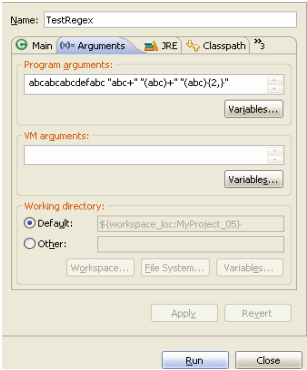 Name: TestRegex
Main (x)= Arguments JRE Classpath »3
Program arguments:
abcabcabcdefabc "abc+" "(abc)+" "(abc){2,}"
Variables...
VM arguments:
Variables...
Working directory:
Default: ${workspace_loc:MyProject_05}
Other:
Workspace... File System... Variables...
Apply Revert
Run Close